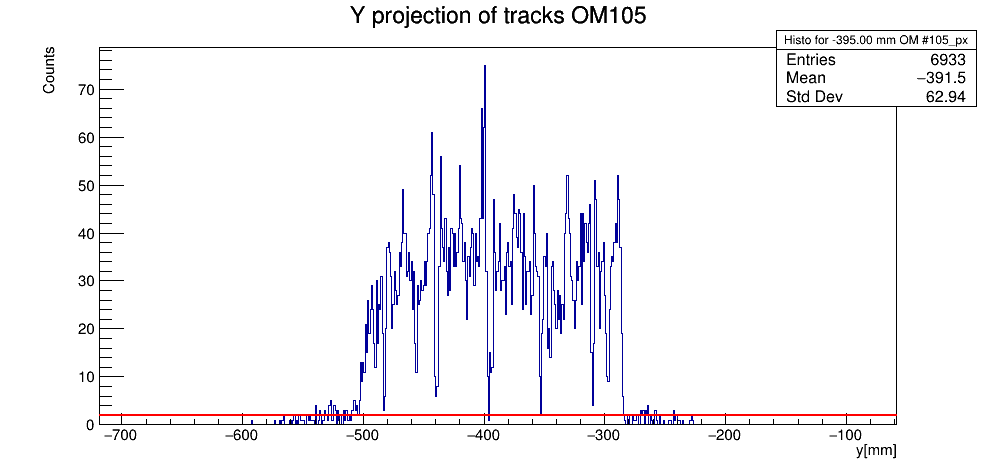 Y projection of tracks OM105
Histo for -395.00 mm OM #105_px
Entries 6933
Mean −391.5
Std Dev 62.94
Counts
70
60
50
40
30
20
10
0
−700 −600 −500 −400 −300 −200 −100
y[mm]